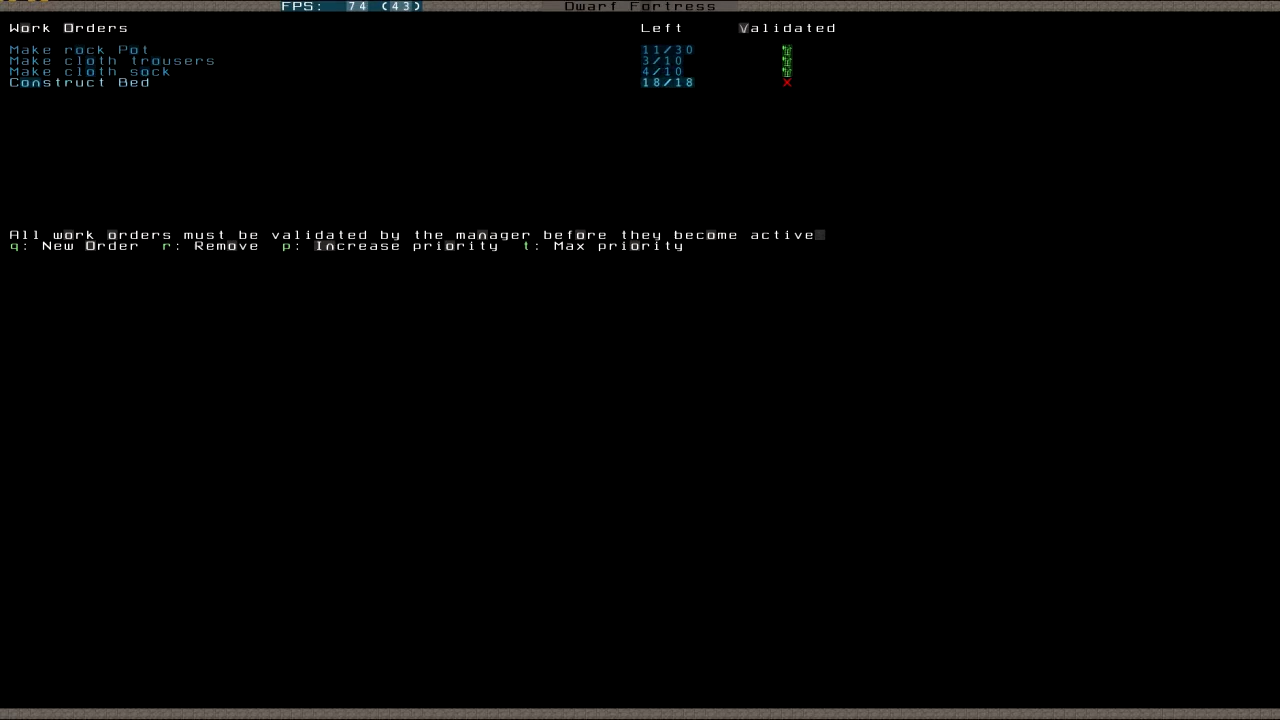 FPS: 74 (43) Dwarf Fortress
Work Orders Left Validated
Make rock Pot 11/30
Make cloth trousers 3/10
Make cloth sock 4/10
Construct Bed 18/18 X
All work orders must be validated by the manager before they become active.
q: New Order r: Remove p: Increase priority t: Max priority